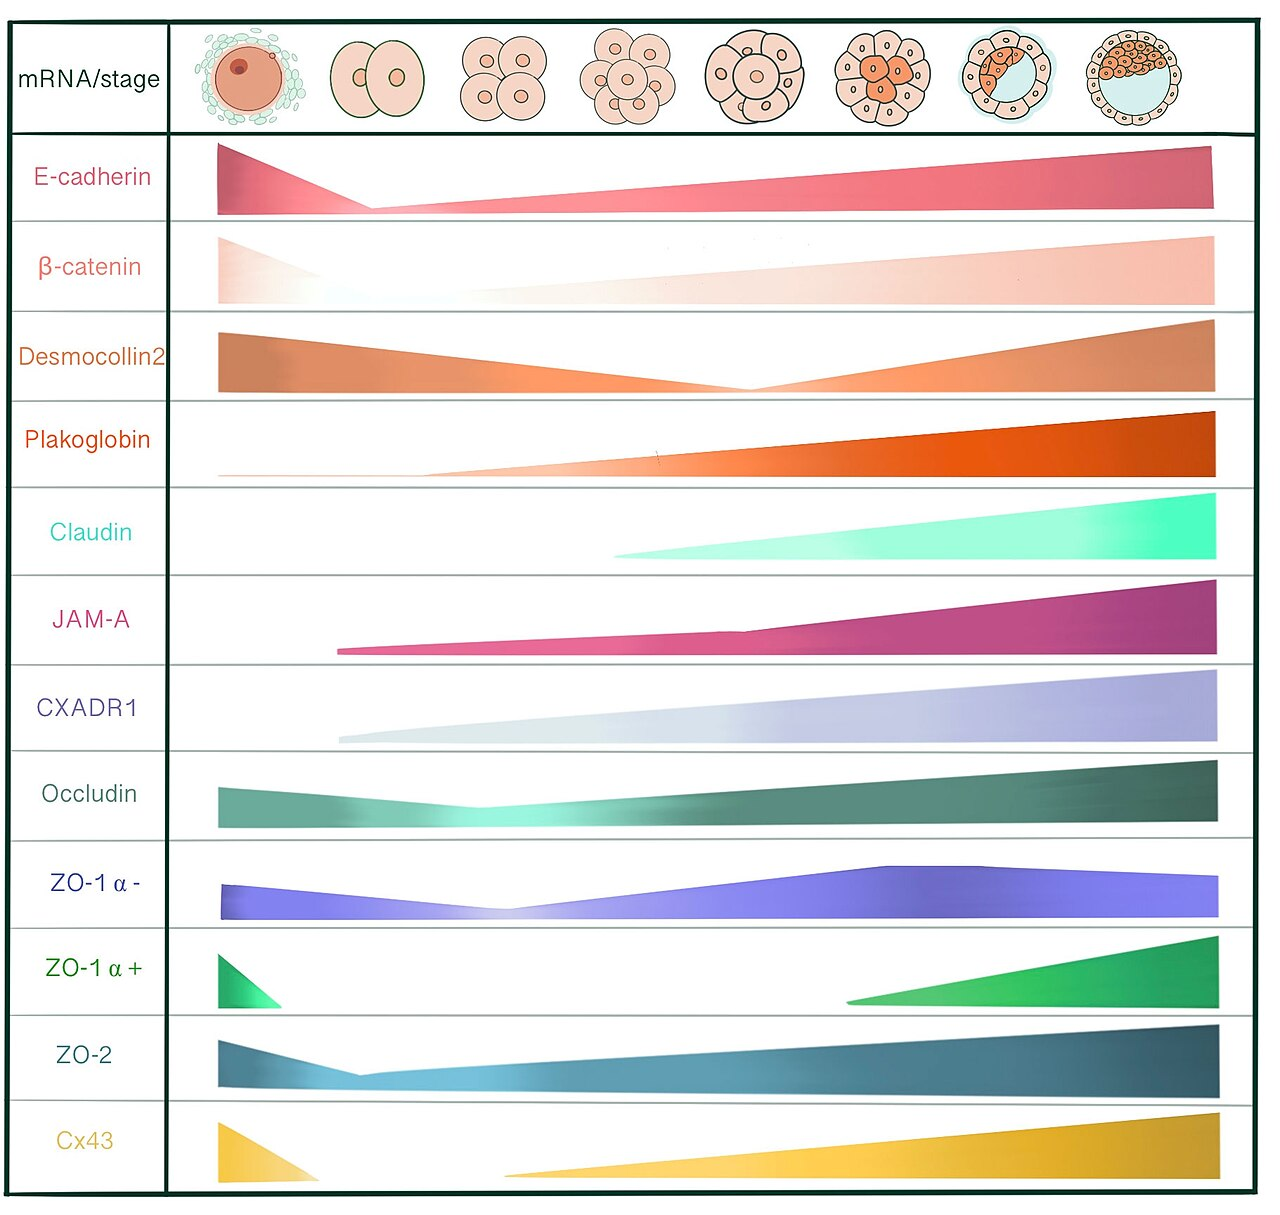 mRNA/stage
E-cadherin
β-catenin
Desmocollin2
Plakoglobin
Claudin
JAM-A
CXADR1
Occludin
ZO-1 α -
ZO-1 α +
ZO-2
Cx43